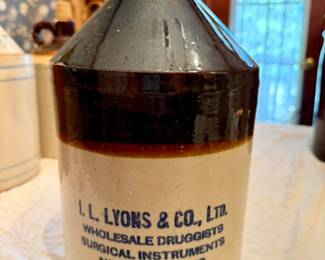 I. L. LYONS & CO., LTD.
WHOLESALE DRUGGISTS
SURGICAL INSTRUMENTS